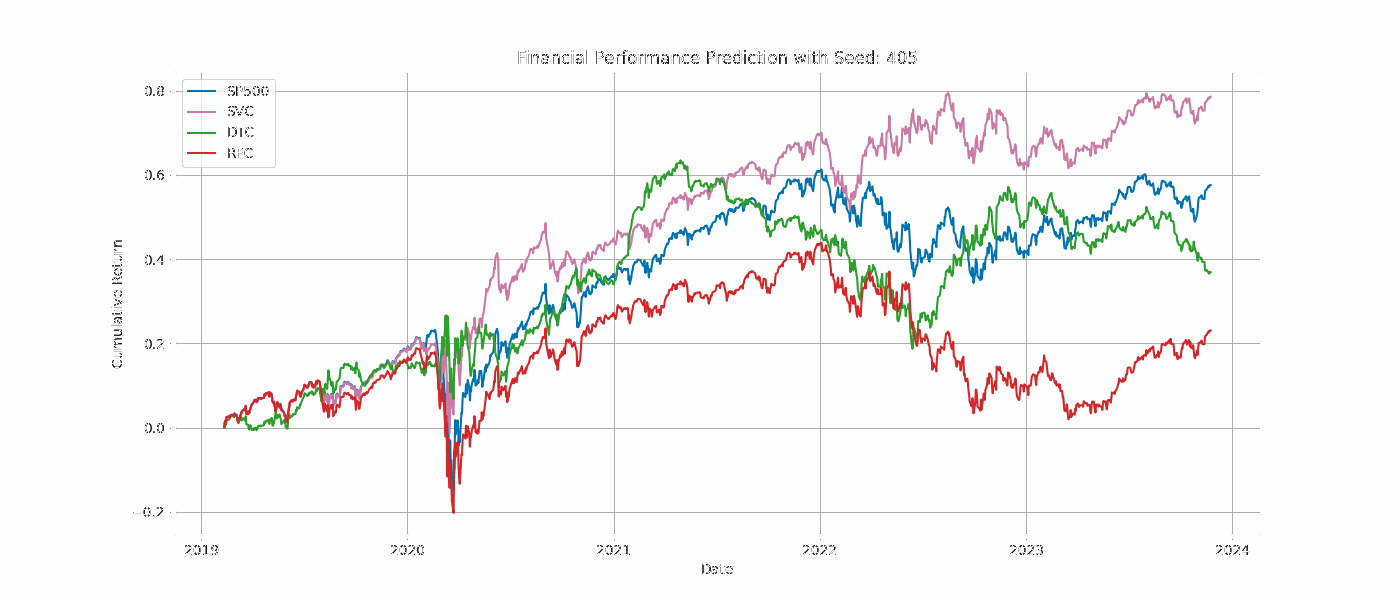 Financial Performance Prediction with Seed: 405
SP500
SVC
DTC
RFC
0.8
0.6
0.4
0.2
0.0
−0.2
Cumulative Return
2019 2020 2021 2022 2023 2024
Date